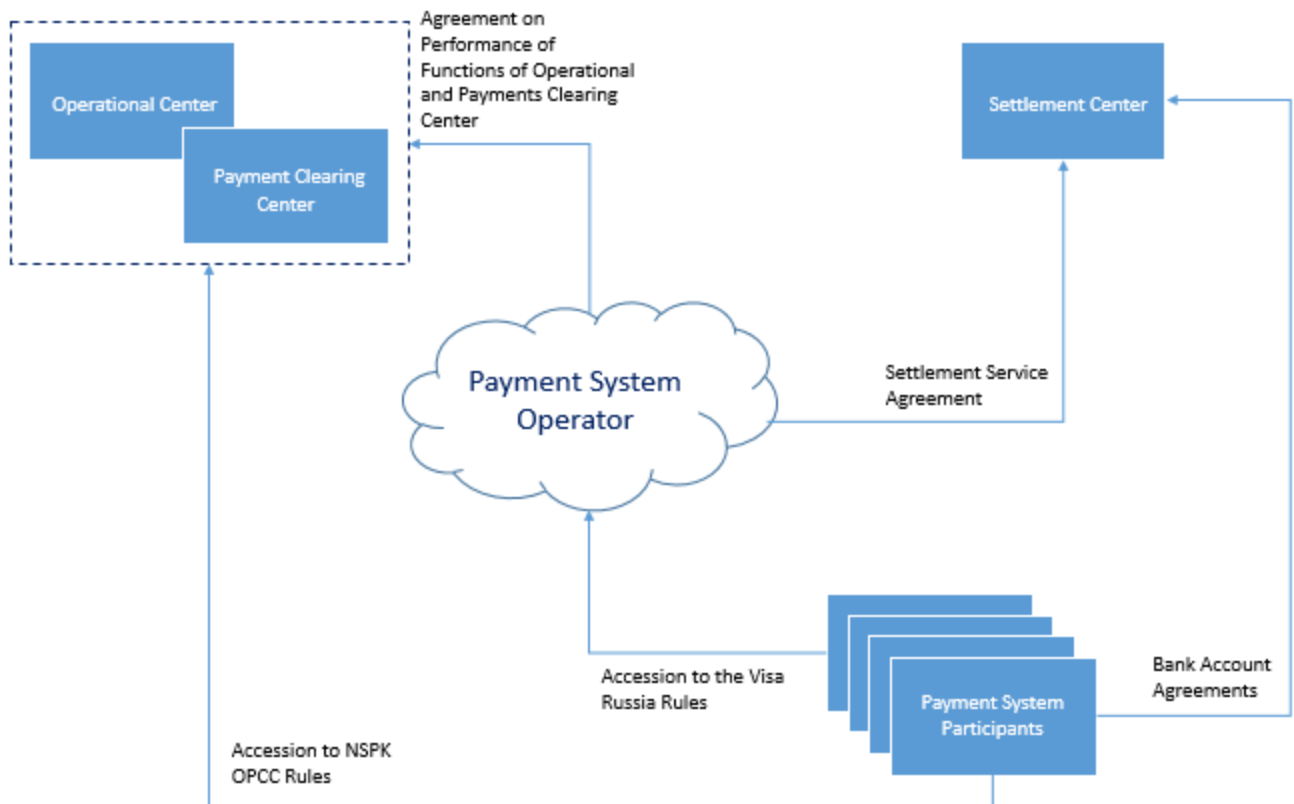 Agreement on
Performance of
Functions of Operational
and Payments Clearing
Center
Operational Center
Payment Clearing
Center
Settlement Center
Payment System
Operator
Settlement Service
Agreement
Accession to the Visa
Russia Rules
Bank Account
Agreements
Payment System
Participants
Accession to NSPK
OPCC Rules